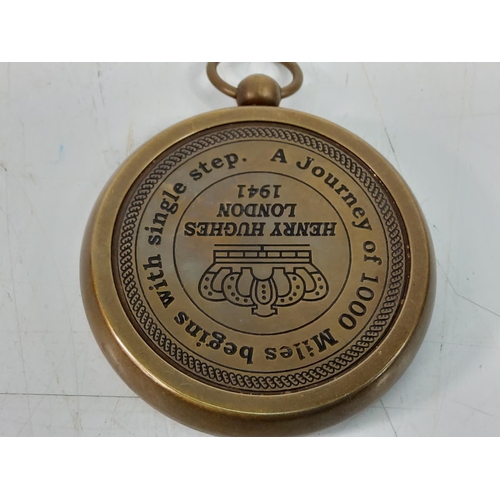 A Journey of 1000 Miles begins with single step.
HENRY HUGHES
LONDON
1941